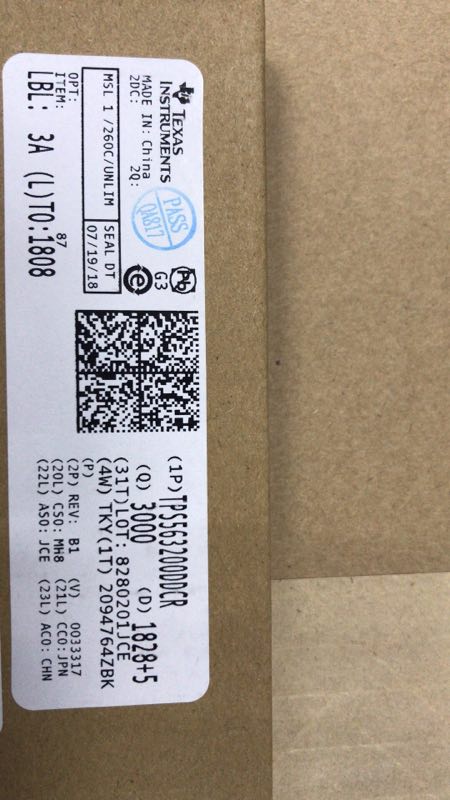 TEXAS
INSTRUMENTS
MADE IN: China
2DC:
2Q:
PASS
QA817
Pb
G3
e
MSL 1 /260C/UNLIM
SEAL DT
07/19/18
OPT:
ITEM:
87
LBL: 3A (L)TO:1808
(1P) TPS563200DDCR
(Q) 3000 (D) 1828+5
(31T)LOT: 8280201JCE
(4W) TKY(1T) 2094764ZBK
(P)
(2P) REV: B1 (V) 0033317
(20L) CSO: MH8 (21L) CCO:JPN
(22L) ASO: JCE (23L) ACO: CHN